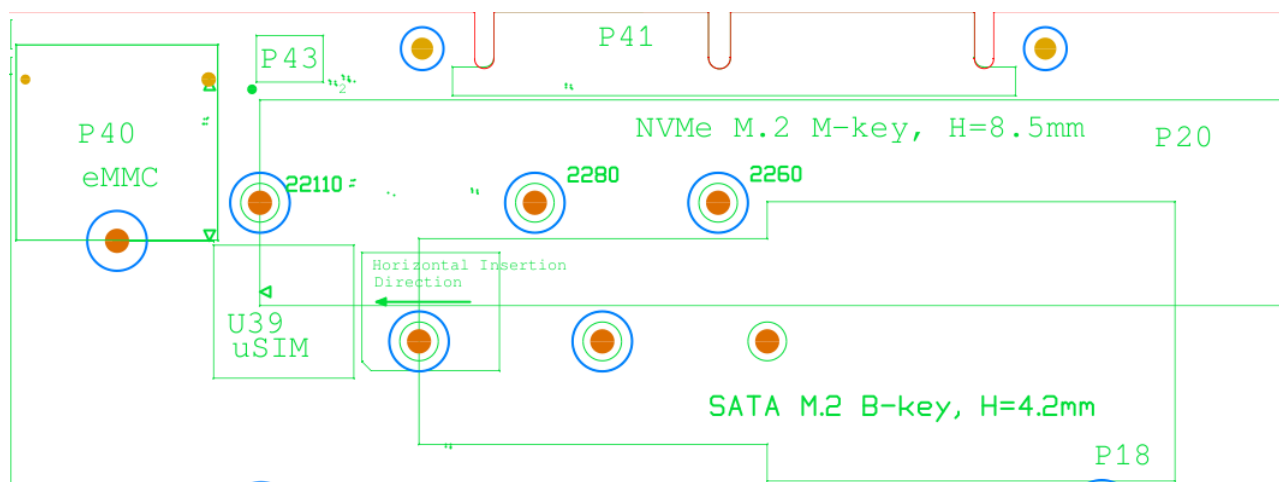 P41
P43
2
NVMe M.2 M-key, H=8.5mm
P20
P40
eMMC
22110
2280
2260
Horizontal Insertion
Direction
U39
uSIM
SATA M.2 B-key, H=4.2mm
P18